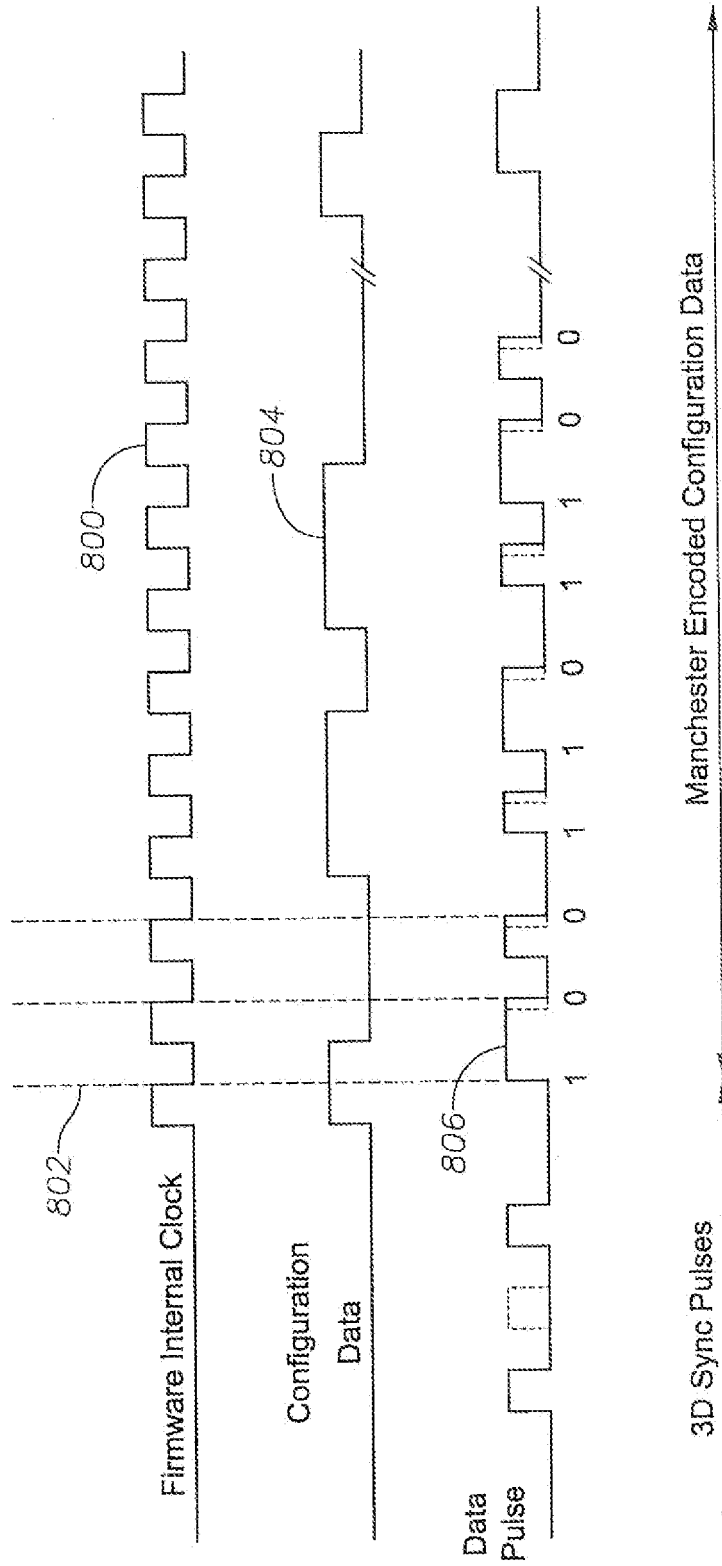 800
802
Firmware Internal Clock
804
Configuration
Data
806
Data
Pulse
1 0 0 1 1 0 1 1 0 0
3D Sync Pulses
Manchester Encoded Configuration Data